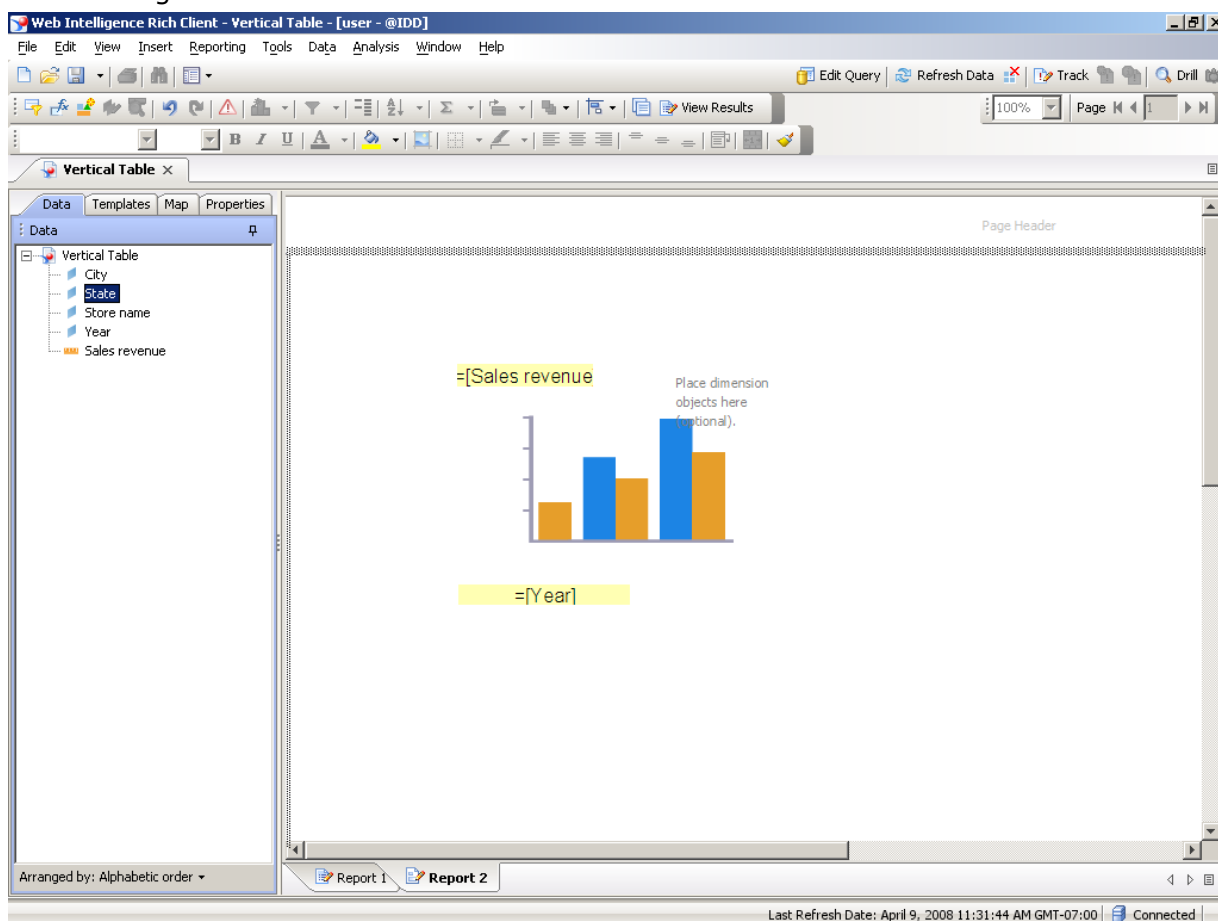 Web Intelligence Rich Client - Vertical Table - [user - @IDD]
File Edit View Insert Reporting Tools Data Analysis Window Help
Edit Query Refresh Data Track Drill
View Results 100% Page 1
B I U A
Vertical Table
Data Templates Map Properties
Data
Page Header
Vertical Table
City
State
Store name
Year
Sales revenue
=[Sales revenue
Place dimension
objects here
(optional).
=[Year]
Arranged by: Alphabetic order
Report 1 Report 2
Last Refresh Date: April 9, 2008 11:31:44 AM GMT-07:00 Connected